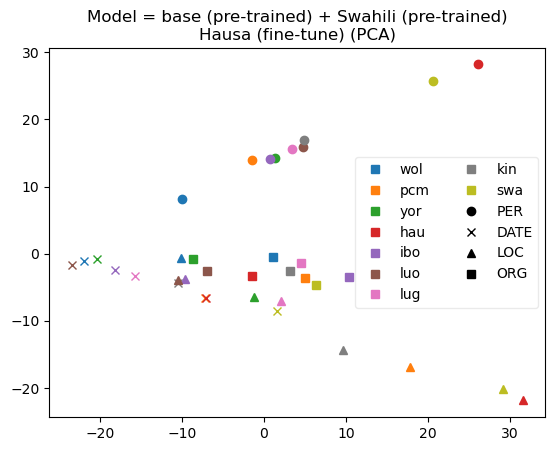 Model = base (pre-trained) + Swahili (pre-trained)
Hausa (fine-tune) (PCA)
30
20
10
0
−10
−20
−20
−10
0
10
20
30
wol
pcm
yor
hau
ibo
luo
lug
kin
swa
PER
DATE
LOC
ORG